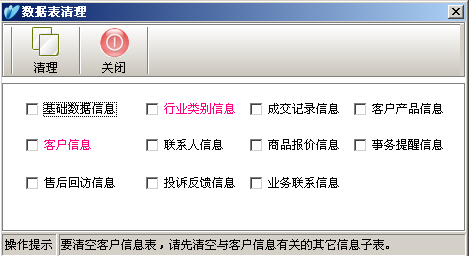 数据表清理
清理 关闭
基础数据信息 行业类别信息 成交记录信息 客户产品信息
客户信息 联系人信息 商品报价信息 事务提醒信息
售后回访信息 投诉反馈信息 业务联系信息
操作提示 要清空客户信息表，请先清空与客户信息有关的其它信息子表。